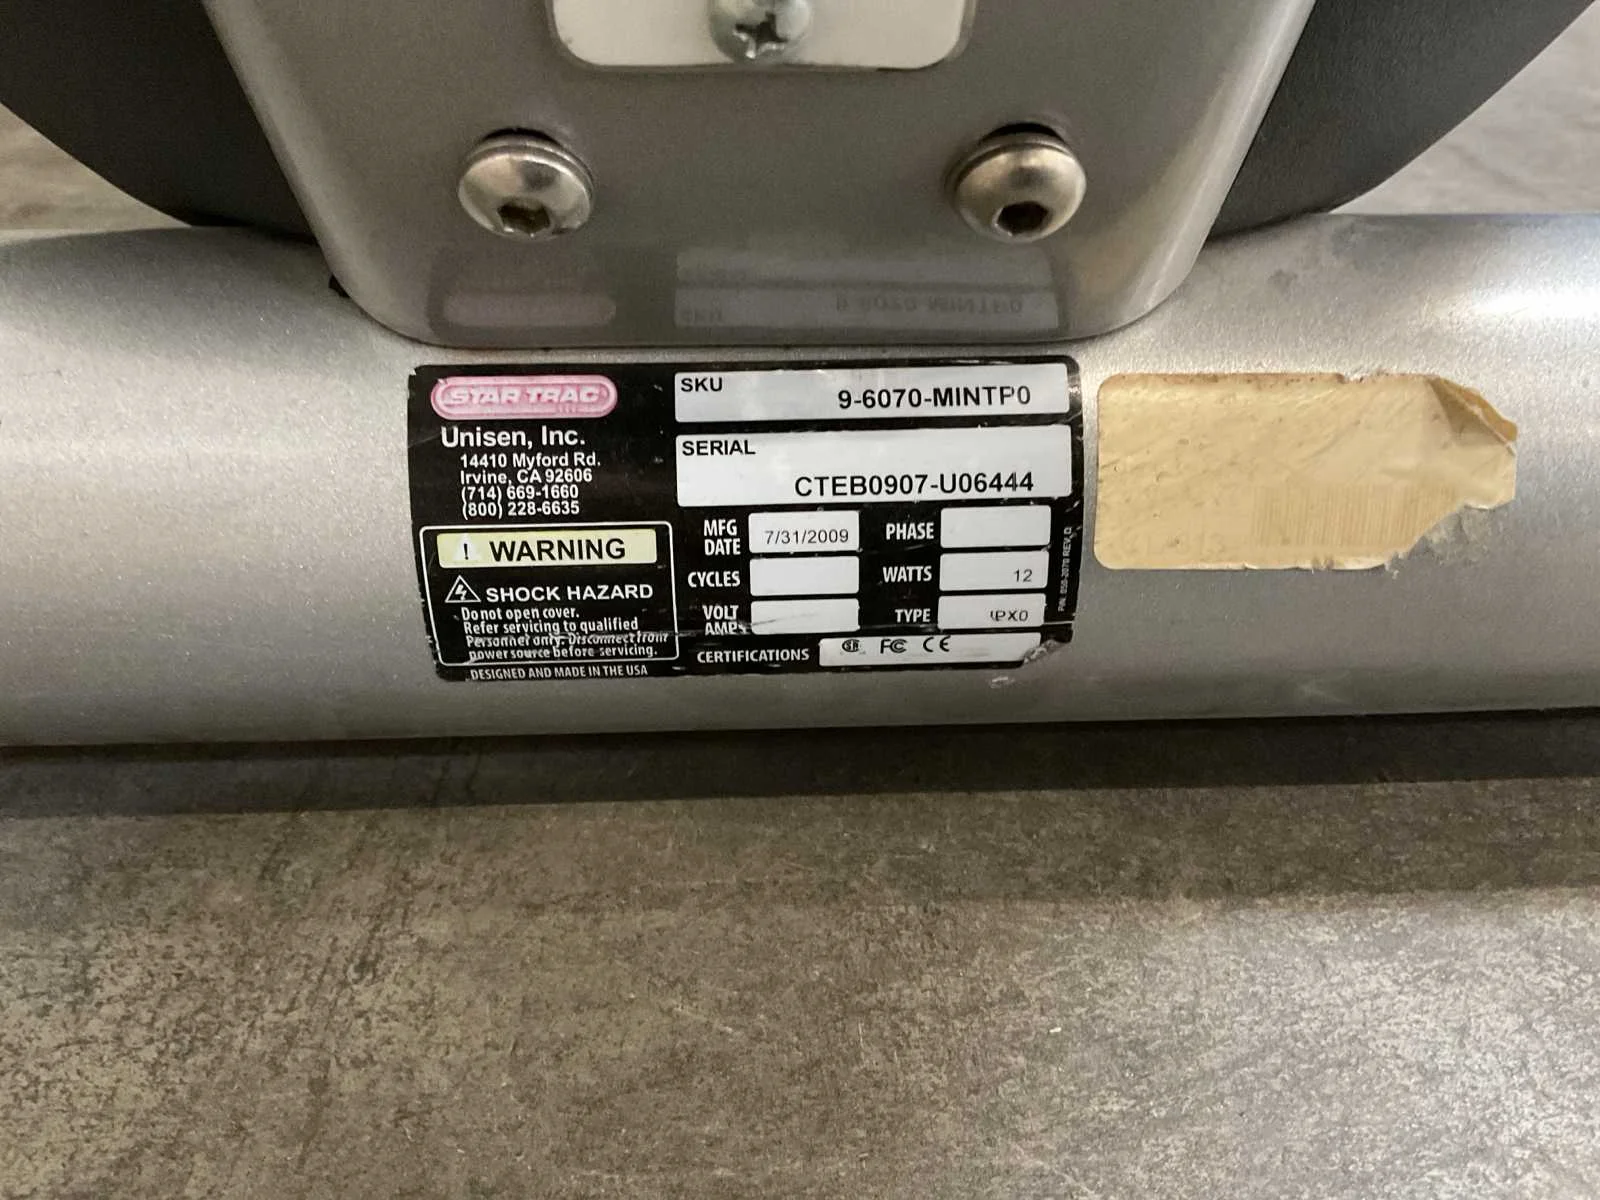 STAR TRAC
Unisen, Inc.
14410 Myford Rd.
Irvine, CA 92606
(714) 669-1660
(800) 228-6635
! WARNING
SHOCK HAZARD
Do not open cover.
Refer servicing to qualified
Personnel only. Disconnect from
power source before servicing.
DESIGNED AND MADE IN THE USA
SKU
9-6070-MINTP0
SERIAL
CTEB0907-U06444
MFG DATE 7/31/2009 PHASE
CYCLES WATTS 12
VOLT AMPS TYPE IPX0
CERTIFICATIONS FC CE
P/N: 050-2070 REV. D